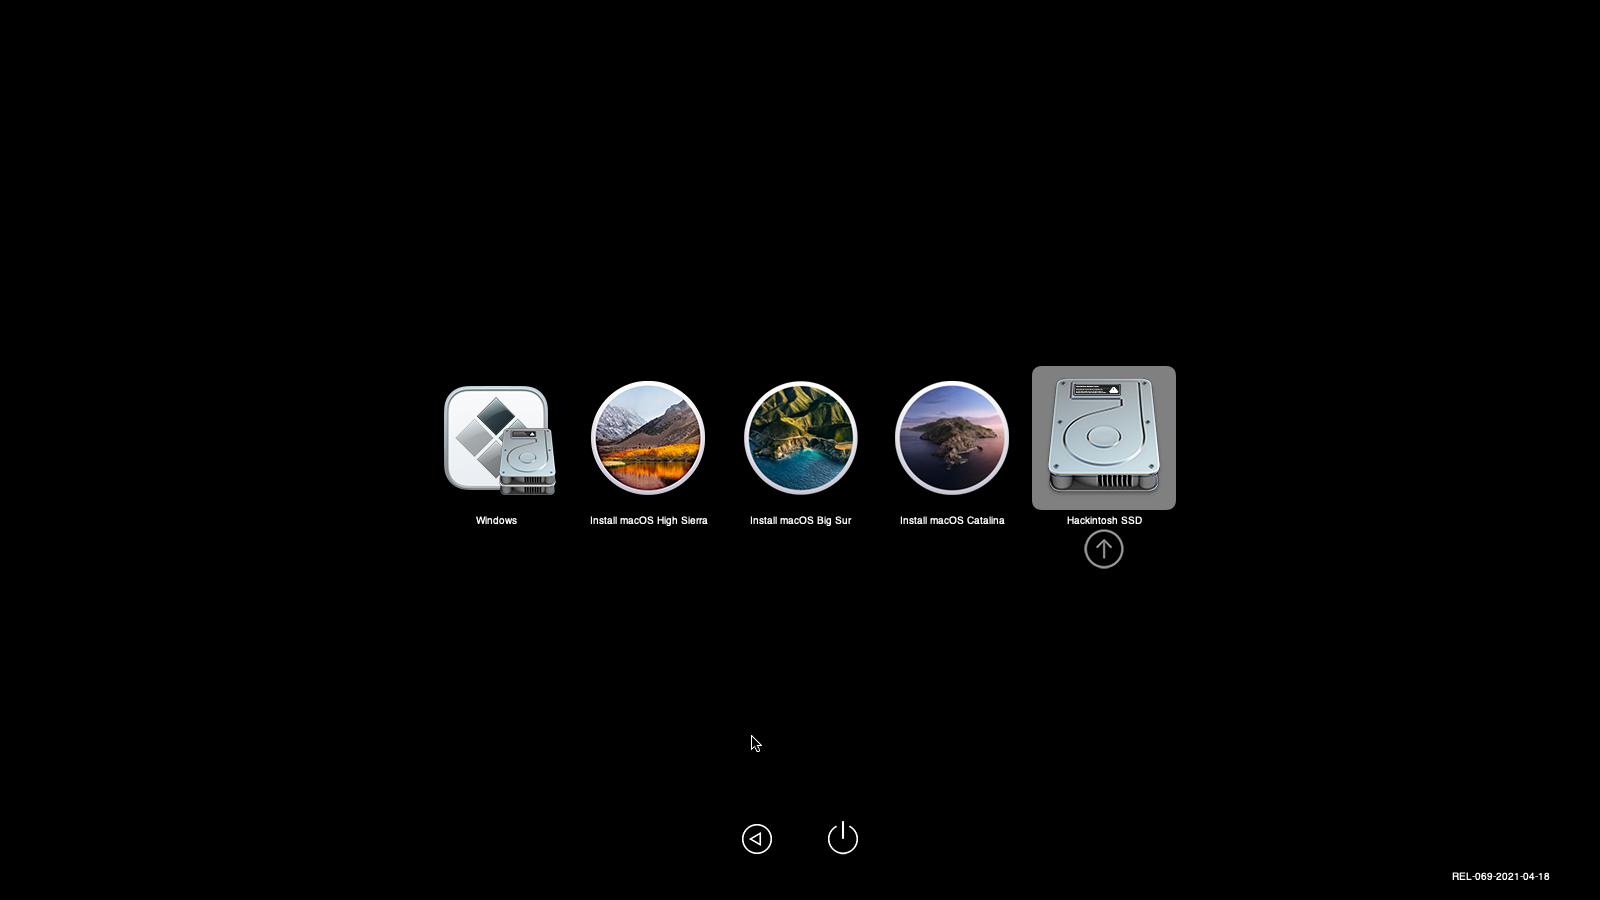 Windows
Install macOS High Sierra
Install macOS Big Sur
Install macOS Catalina
Hackintosh SSD
REL-069-2021-04-18